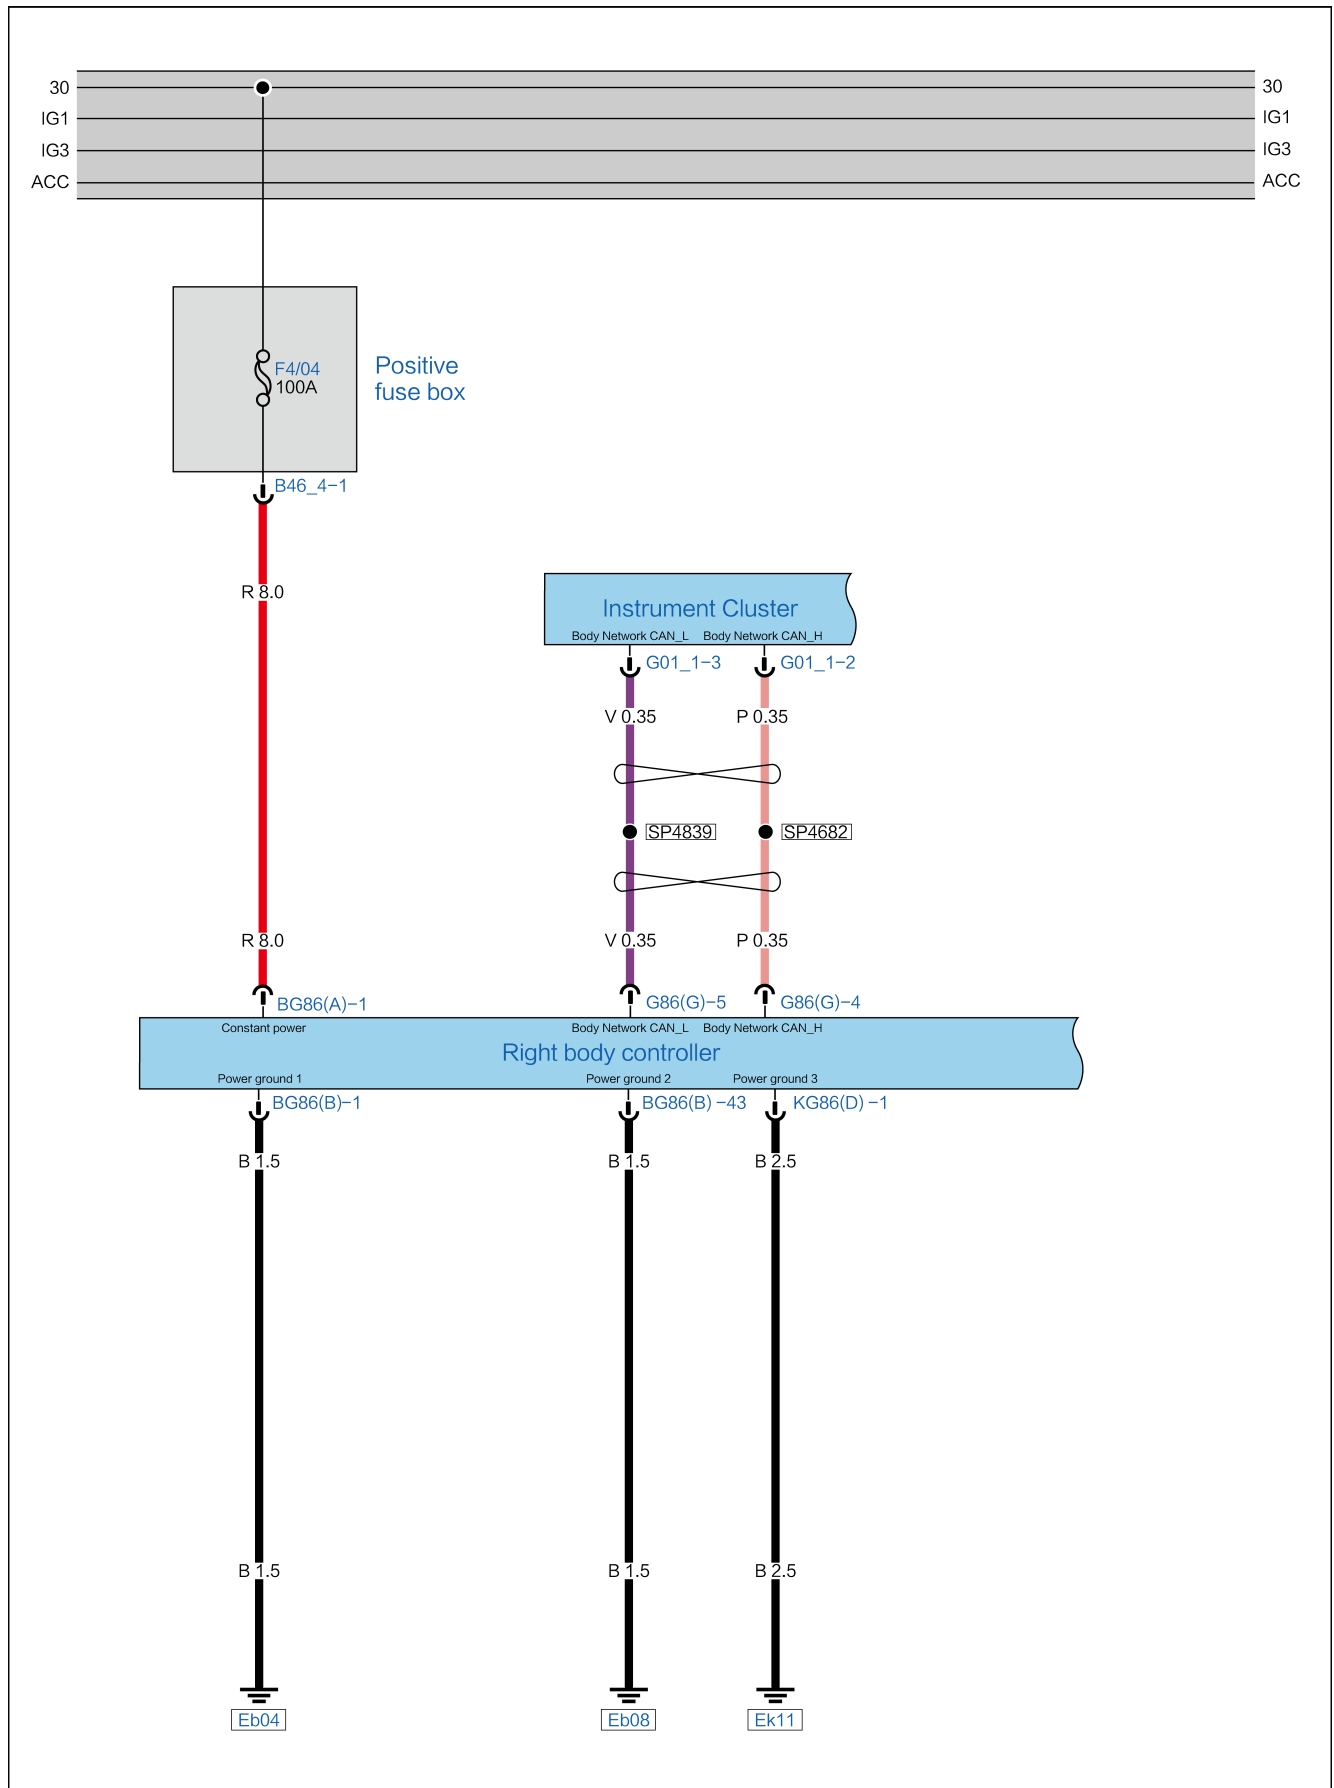 30 30
IG1 IG1
IG3 IG3
ACC ACC
F4/04
100A
Positive
fuse box
B46_4-1
R 8.0
Instrument Cluster
Body Network CAN_L Body Network CAN_H
G01_1-3 G01_1-2
V 0.35 P 0.35
SP4839 SP4682
R 8.0 V 0.35 P 0.35
BG86(A)-1 G86(G)-5 G86(G)-4
Constant power Body Network CAN_L Body Network CAN_H
Right body controller
Power ground 1 Power ground 2 Power ground 3
BG86(B)-1 BG86(B) -43 KG86(D) -1
B 1.5 B 1.5 B 2.5
B 1.5 B 1.5 B 2.5
Eb04 Eb08 Ek11